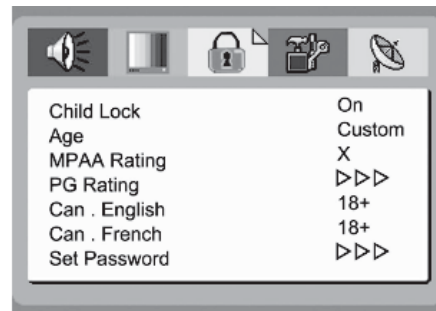 Child Lock On
Age Custom
MPAA Rating X
PG Rating ▷▷▷
Can . English 18+
Can . French 18+
Set Password ▷▷▷